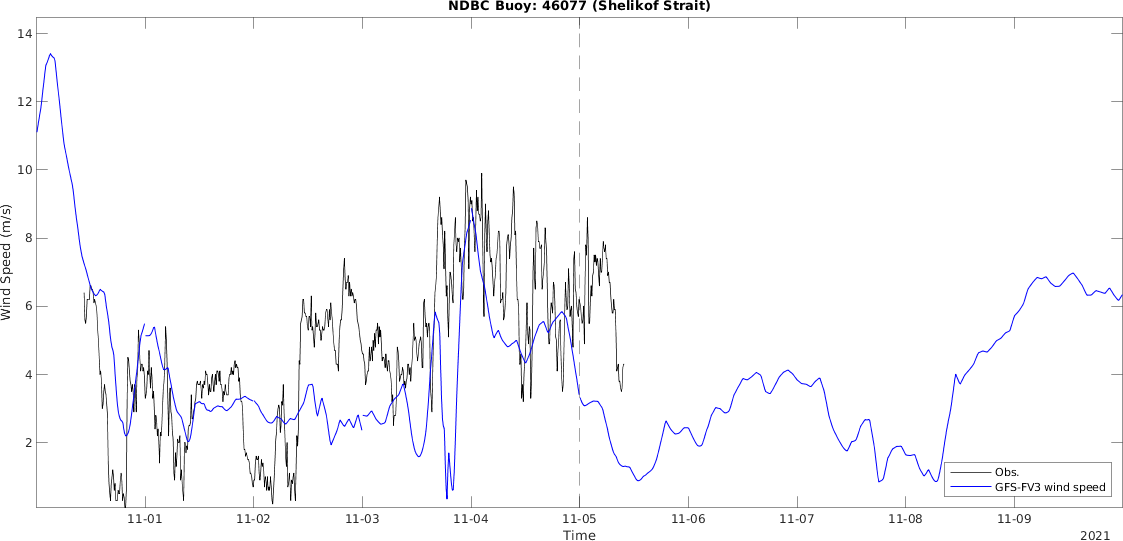 NDBC Buoy: 46077 (Shelikof Strait)
14
12
10
8
6
4
2
Wind Speed (m/s)
11-01 11-02 11-03 11-04 11-05 11-06 11-07 11-08 11-09
Time
2021
Obs.
GFS-FV3 wind speed